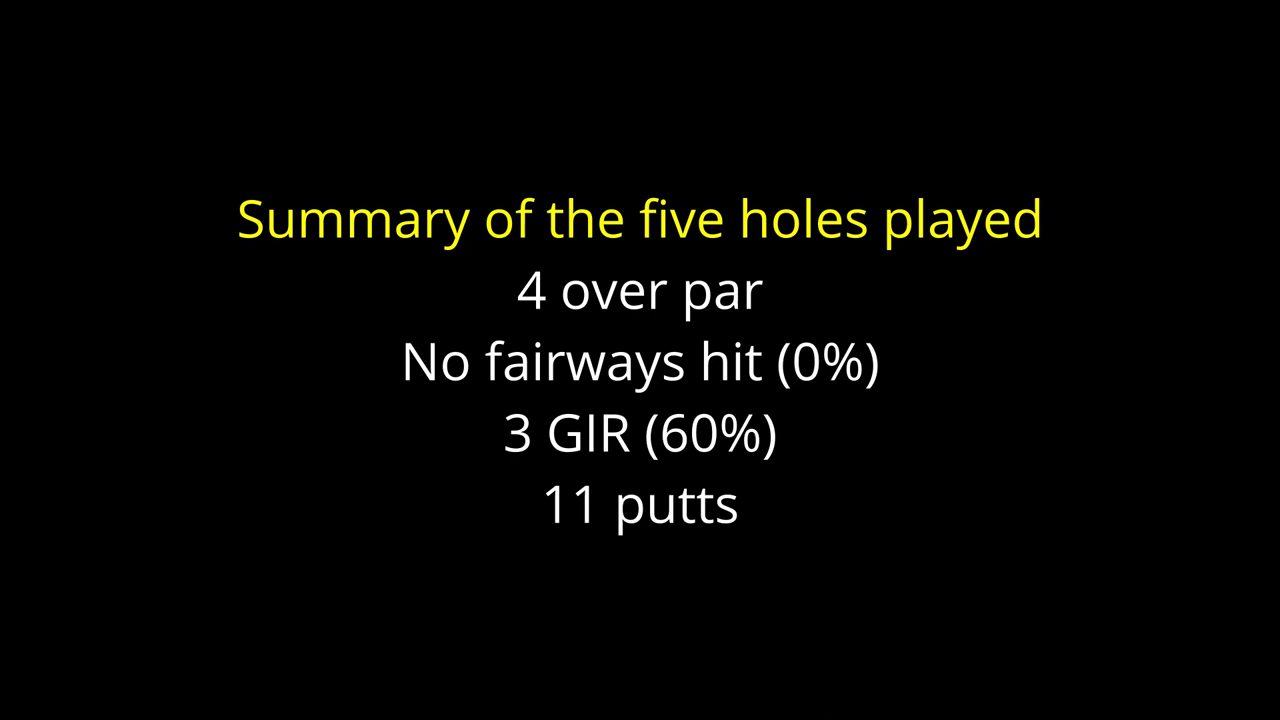 Summary of the five holes played
4 over par
No fairways hit (0%)
3 GIR (60%)
11 putts